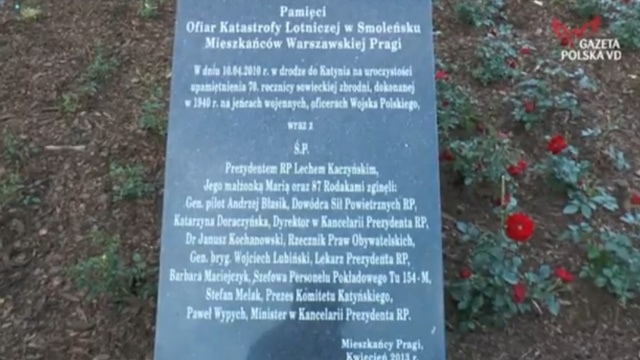 Pamięci
Ofiar Katastrofy Lotniczej w Smoleńsku
Mieszkańców Warszawskiej Pragi
W dniu 10.04.2010 r. w drodze do Katynia na uroczystości
upamiętnienia 70. rocznicy sowieckiej zbrodni, dokonanej
w 1940 r. na jeńcach wojennych, oficerach Wojska Polskiego,
wraz z
Ś.P.
Prezydentem RP Lechem Kaczyńskim,
Jego małżonką Marią oraz 87 Rodakami zginęli:
Gen. pilot Andrzej Błasik, Dowódca Sił Powietrznych RP,
Katarzyna Doraczyńska, Dyrektor w Kancelarii Prezydenta RP,
Dr Janusz Kochanowski, Rzecznik Praw Obywatelskich,
Gen. bryg. Wojciech Lubiński, Lekarz Prezydenta RP,
Barbara Maciejczyk, Szefowa Personelu Pokładowego Tu 154-M,
Stefan Melak, Prezes Komitetu Katyńskiego,
Paweł Wypych, Minister w Kancelarii Prezydenta RP.
Mieszkańcy Pragi,
Kwiecień 2013 r.
GAZETA
POLSKA VD